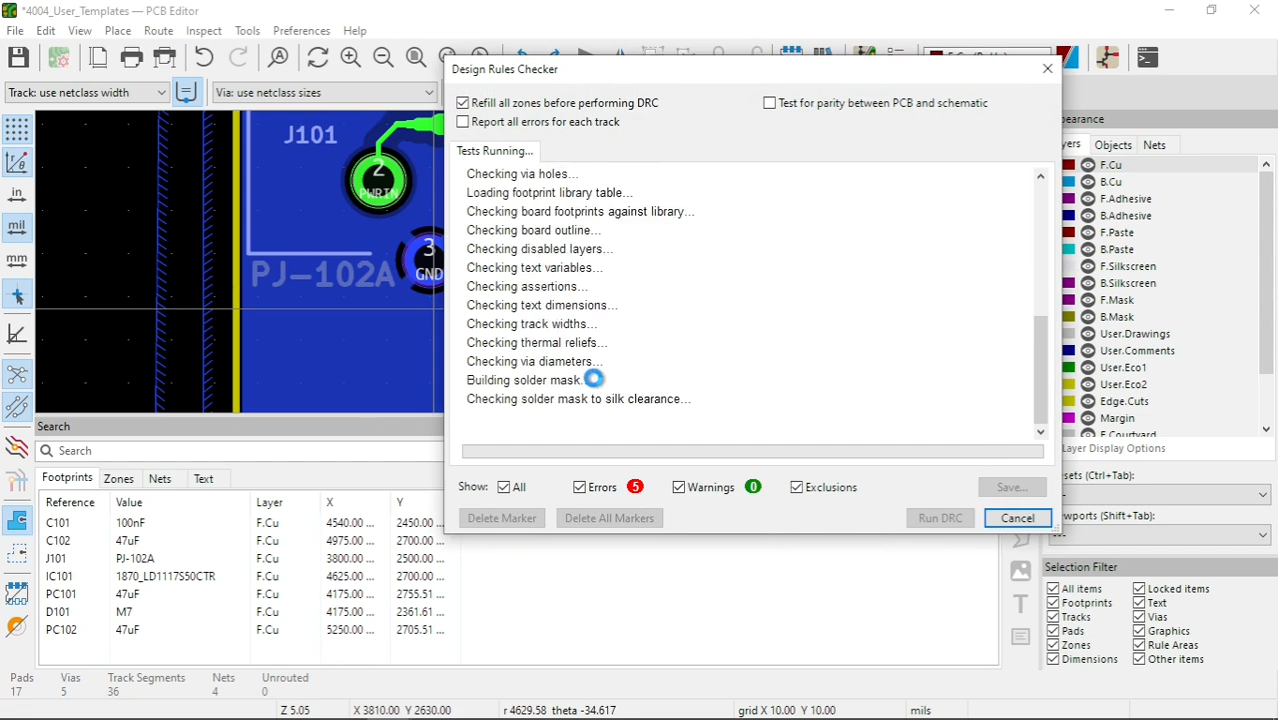 *4004_User_Templates — PCB Editor
File Edit View Place Route Inspect Tools Preferences Help
Track: use netclass width
Via: use netclass sizes
Design Rules Checker
Refill all zones before performing DRC
Test for parity between PCB and schematic
Report all errors for each track
Tests Running...
Checking via holes...
Loading footprint library table...
Checking board footprints against library...
Checking board outline...
Checking disabled layers...
Checking text variables...
Checking assertions...
Checking text dimensions...
Checking track widths...
Checking thermal reliefs...
Checking via diameters...
Building solder mask
Checking solder mask to silk clearance...
Show: All Errors 5 Warnings 0 Exclusions Save...
Delete Marker Delete All Markers Run DRC Cancel
in
mil
mm
J101
2
PWRIN
3
GND
PJ-102A
pearance
yers Objects Nets
F.Cu
B.Cu
F.Adhesive
B.Adhesive
F.Paste
B.Paste
F.Silkscreen
B.Silkscreen
F.Mask
B.Mask
User.Drawings
User.Comments
User.Eco1
User.Eco2
Edge.Cuts
Margin
F.Courtyard
Layer Display Options
sets (Ctrl+Tab):
ewports (Shift+Tab):
---
Selection Filter
All items Locked items
Footprints Text
Tracks Vias
Pads Graphics
Zones Rule Areas
Dimensions Other items
Search
Search
Footprints Zones Nets Text
Reference Value Layer X Y
C101 100nF F.Cu 4540.00 ... 2450.00 ...
C102 47uF F.Cu 4975.00 ... 2700.00 ...
J101 PJ-102A F.Cu 3800.00 ... 2500.00 ...
IC101 1870_LD1117S50CTR F.Cu 4625.00 ... 2700.00 ...
PC101 47uF F.Cu 4175.00 ... 2755.51 ...
D101 M7 F.Cu 4175.00 ... 2361.61 ...
PC102 47uF F.Cu 5250.00 ... 2705.51 ...
Pads Vias Track Segments Nets Unrouted
17 5 36 4 0
Z 5.05 X 3810.00 Y 2630.00 r 4629.58 theta -34.617 grid X 10.00 Y 10.00 mils